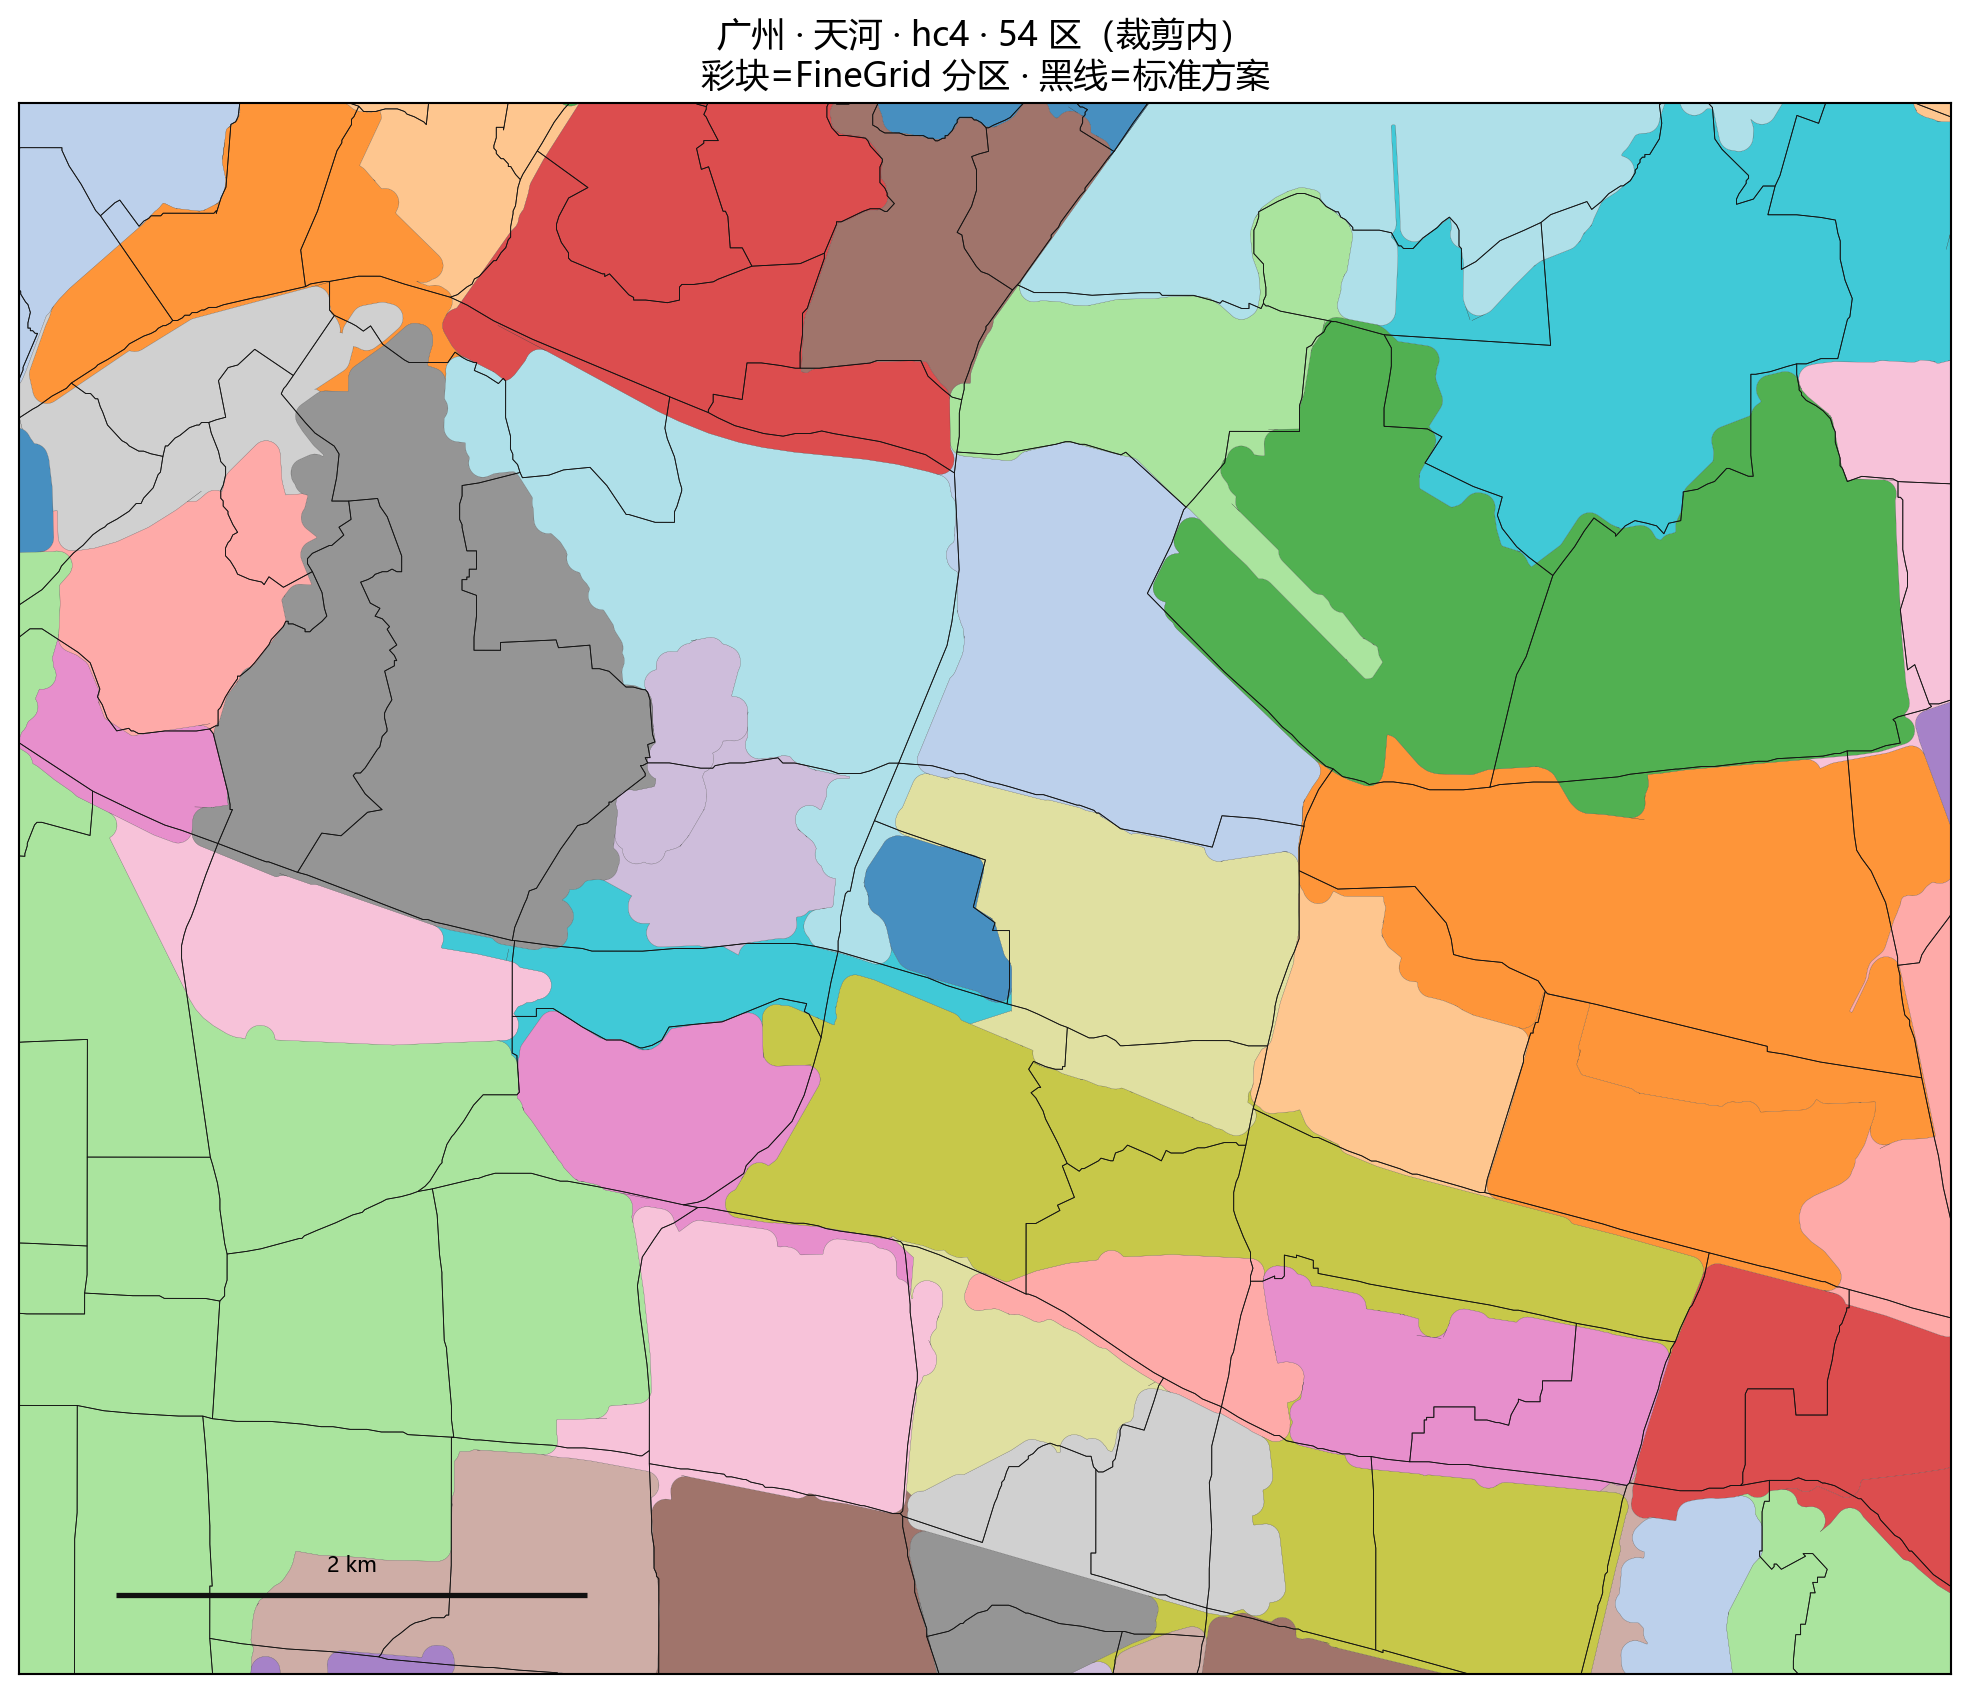 广州 · 天河 · hc4 · 54 区（裁剪内）
彩块=FineGrid 分区 · 黑线=标准方案
2 km